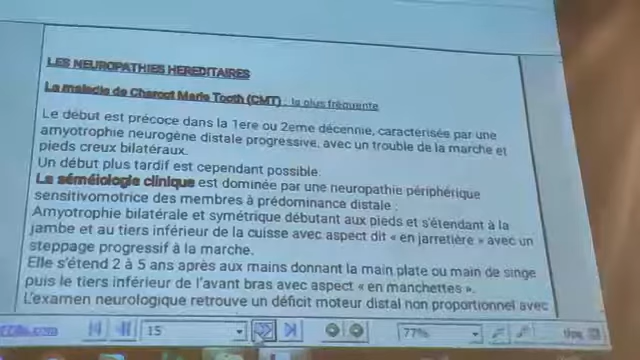 LES NEUROPATHIES HEREDITAIRES
La maladie de Charcot Marie Tooth (CMT) : la plus fréquente
Le début est précoce dans la 1ere ou 2eme décennie, caractérisée par une
amyotrophie neurogène distale progressive, avec un trouble de la marche et
pieds creux bilatéraux.
Un début plus tardif est cependant possible.
La séméiologie clinique est dominée par une neuropathie périphérique
sensitivomotrice des membres à prédominance distale :
Amyotrophie bilatérale et symétrique débutant aux pieds et s'étendant à la
jambe et au tiers inférieur de la cuisse avec aspect dit « en jarretière » avec un
steppage progressif à la marche.
Elle s'étend 2 à 5 ans après aux mains donnant la main plate ou main de singe
puis le tiers inférieur de l'avant bras avec aspect « en manchettes ».
L'examen neurologique retrouve un déficit moteur distal non proportionnel avec
15
77%